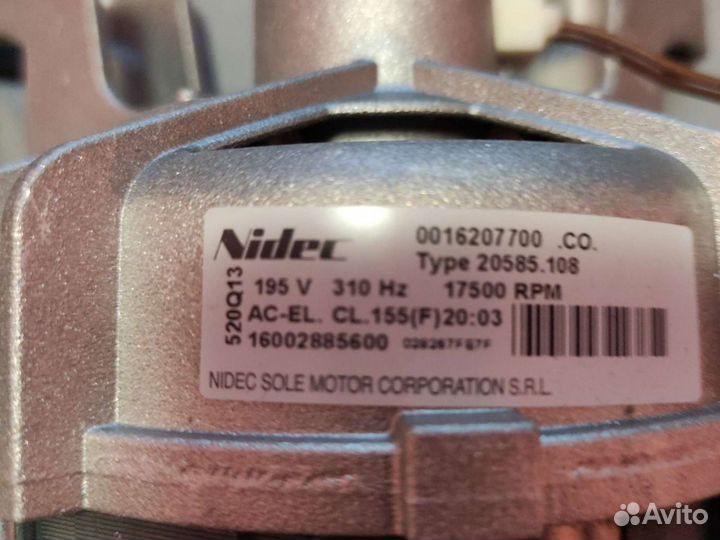 Nidec
0016207700 .CO.
Type 20585.108
195 V 310 Hz 17500 RPM
AC-EL. CL.155(F)20:03
16002885600
520Q13
NIDEC SOLE MOTOR CORPORATION S.R.L.
Avito